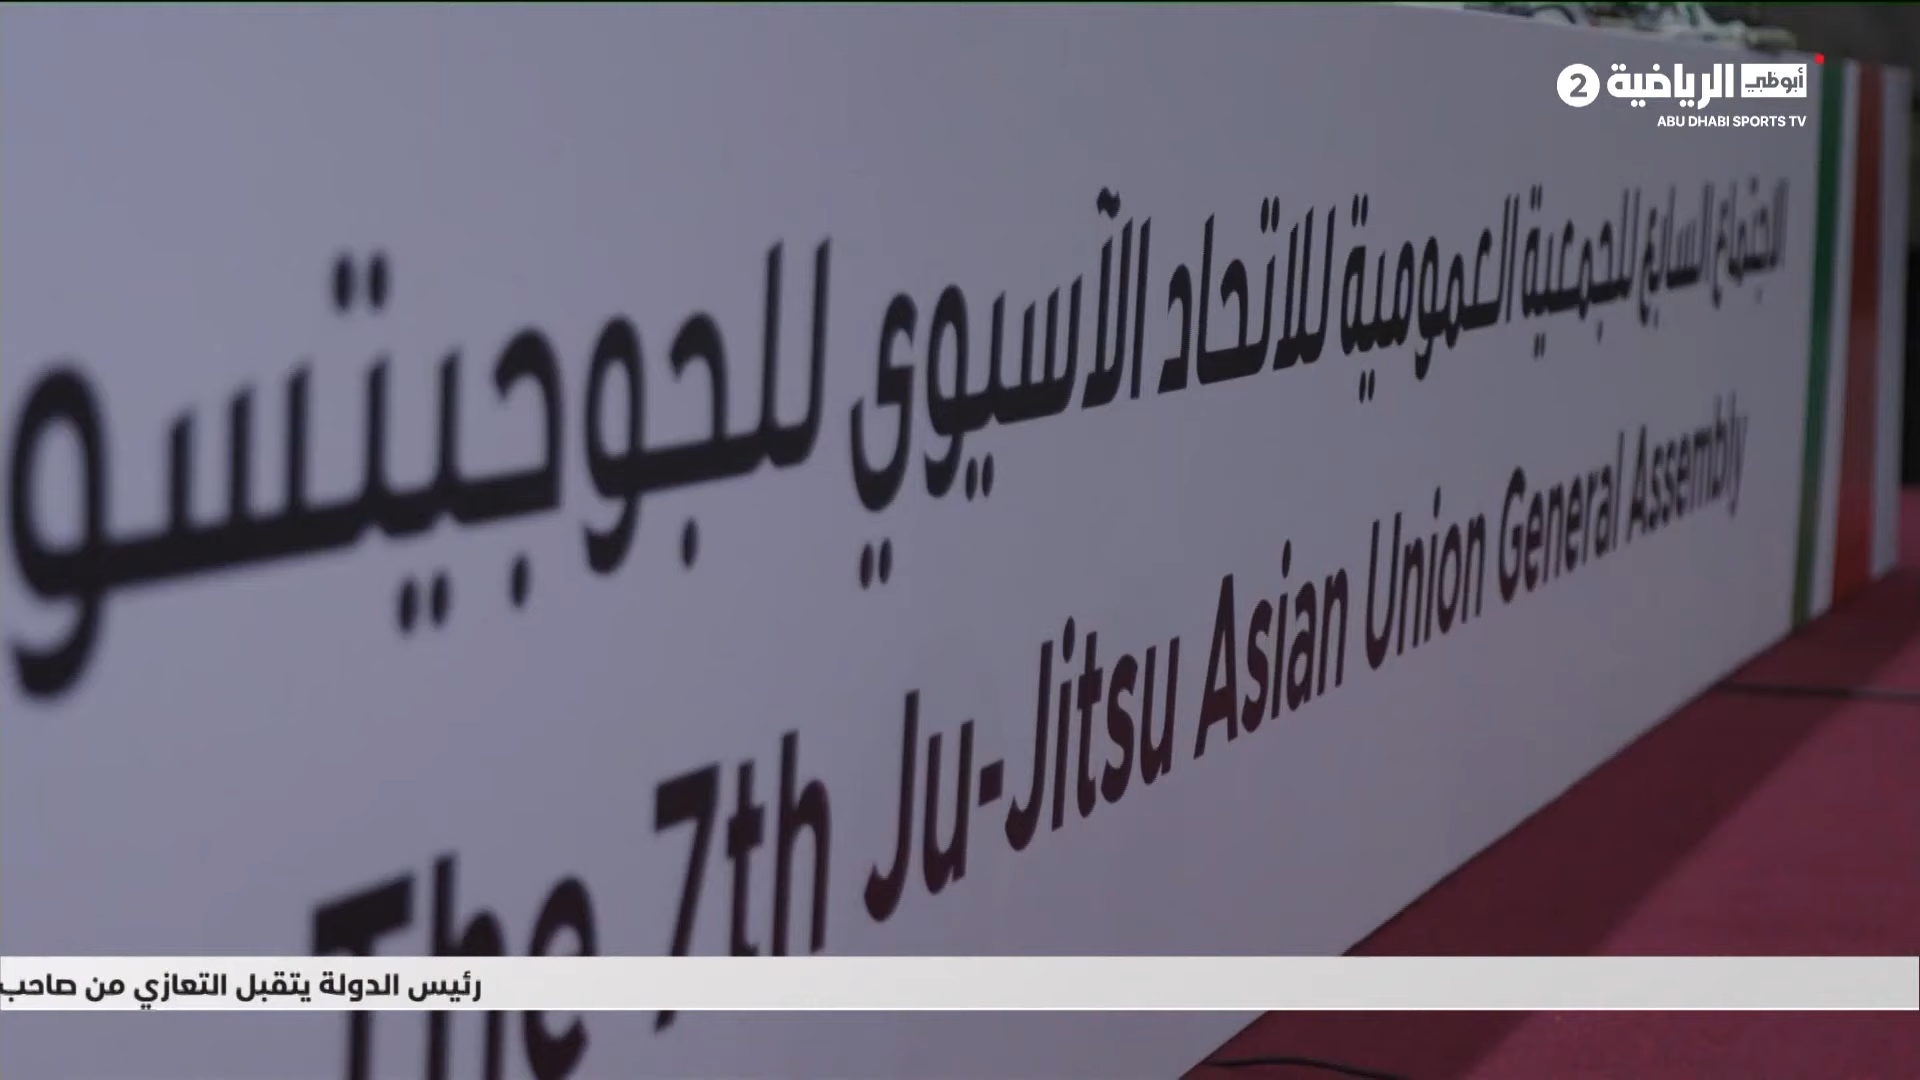 أبوظبي الرياضية 2
ABU DHABI SPORTS TV
الاجتماع السابع للجمعية العمومية للاتحاد الآسيوي للجوجيتسو
The 7th Ju-Jitsu Asian Union General Assembly
رئيس الدولة يتقبل التعازي من صاحب